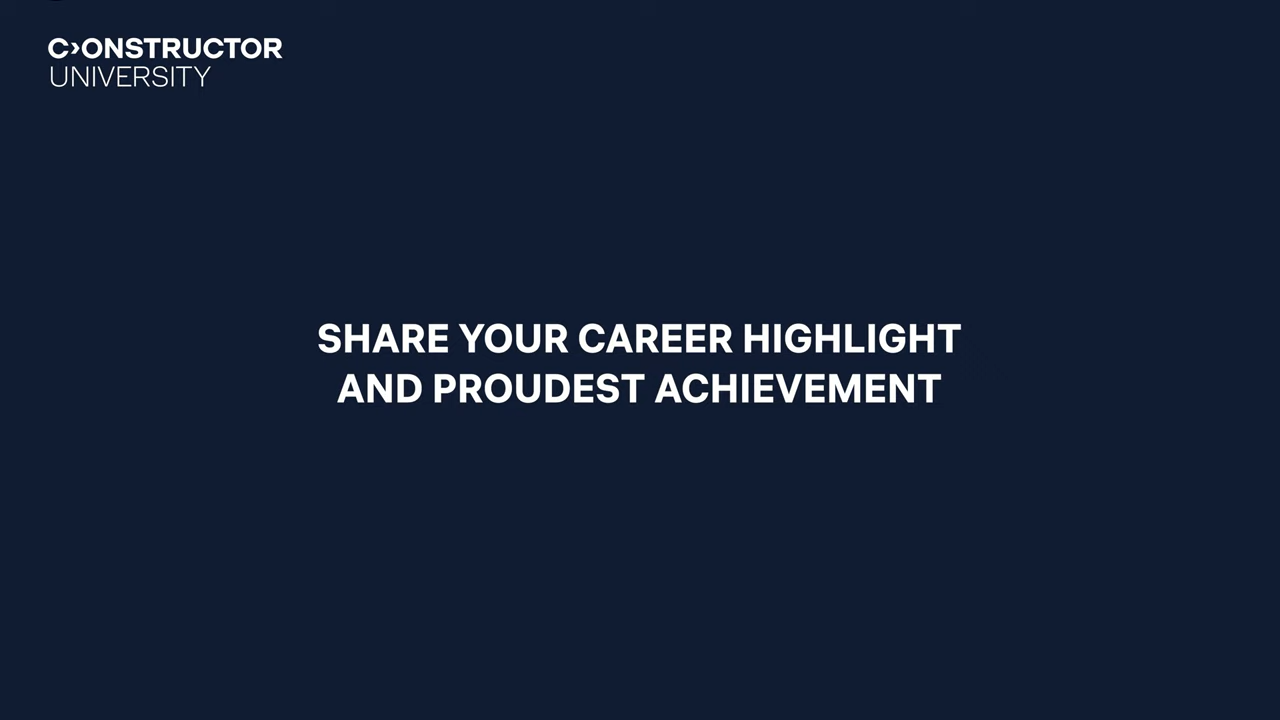 C›ONSTRUCTOR
UNIVERSITY
SHARE YOUR CAREER HIGHLIGHT
AND PROUDEST ACHIEVEMENT